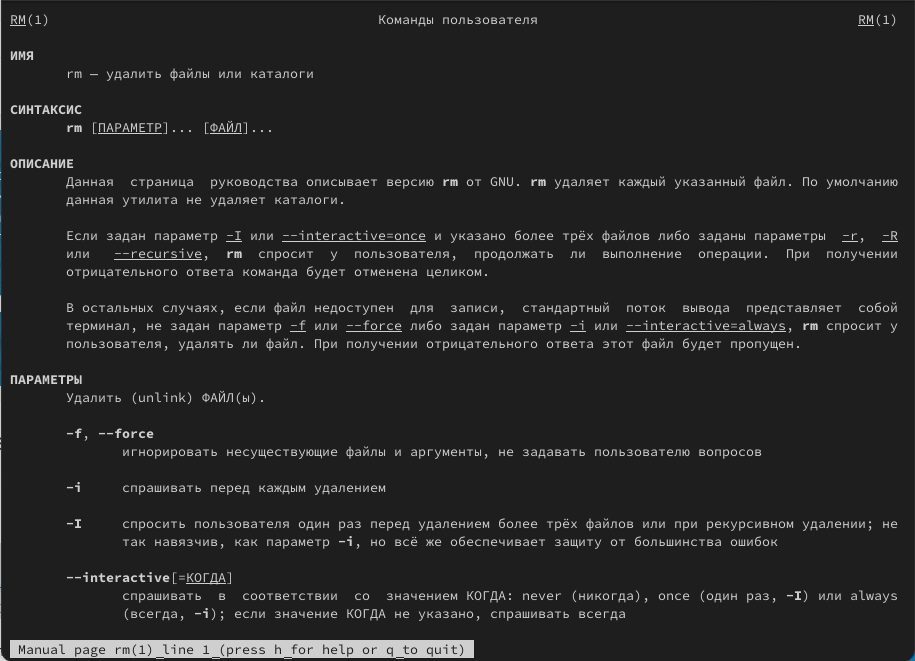 RM(1) Команды пользователя RM(1)
ИМЯ
rm — удалить файлы или каталоги
СИНТАКСИС
rm [ПАРАМЕТР]... [ФАЙЛ]...
ОПИСАНИЕ
Данная страница руководства описывает версию rm от GNU. rm удаляет каждый указанный файл. По умолчанию
данная утилита не удаляет каталоги.
Если задан параметр -I или --interactive=once и указано более трёх файлов либо заданы параметры -r, -R
или --recursive, rm спросит у пользователя, продолжать ли выполнение операции. При получении
отрицательного ответа команда будет отменена целиком.
В остальных случаях, если файл недоступен для записи, стандартный поток вывода представляет собой
терминал, не задан параметр -f или --force либо задан параметр -i или --interactive=always, rm спросит у
пользователя, удалять ли файл. При получении отрицательного ответа этот файл будет пропущен.
ПАРАМЕТРЫ
Удалить (unlink) ФАЙЛ(ы).
-f, --force
игнорировать несуществующие файлы и аргументы, не задавать пользователю вопросов
-i спрашивать перед каждым удалением
-I спросить пользователя один раз перед удалением более трёх файлов или при рекурсивном удалении; не
так навязчив, как параметр -i, но всё же обеспечивает защиту от большинства ошибок
--interactive[=КОГДА]
спрашивать в соответствии со значением КОГДА: never (никогда), once (один раз, -I) или always
(всегда, -i); если значение КОГДА не указано, спрашивать всегда
Manual page rm(1) line 1 (press h for help or q to quit)